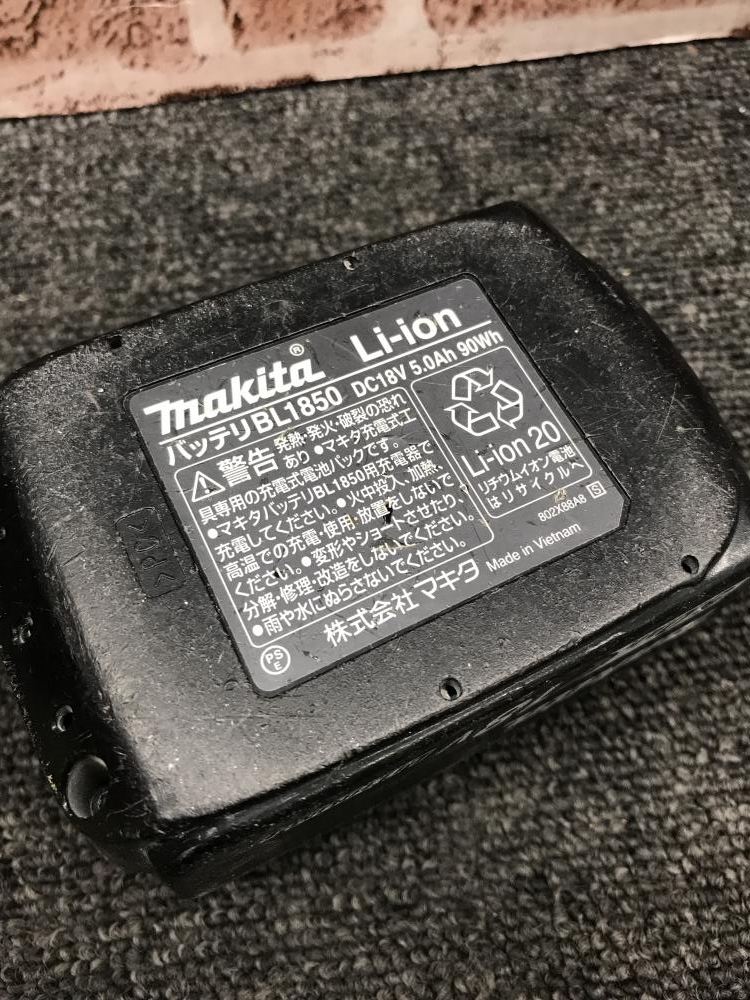 makita® Li-ion
バッテリBL1850 DC18V 5.0Ah 90Wh
警告 発熱・発火・破裂の恐れ
あり ●マキタ充電式工
具専用の充電式電池パックです。
●マキタバッテリBL1850用充電器で
充電してください。●火中投入、加熱、
高温での充電・使用・放置をしないで
ください。●変形やショートさせたり、
分解・修理・改造をしないでください。
●雨や水にぬらさないでください。
Li-ion 20
リチウムイオン電池
はリサイクルへ
802X88A8 S
PS
E
株式会社マキタ Made in Vietnam